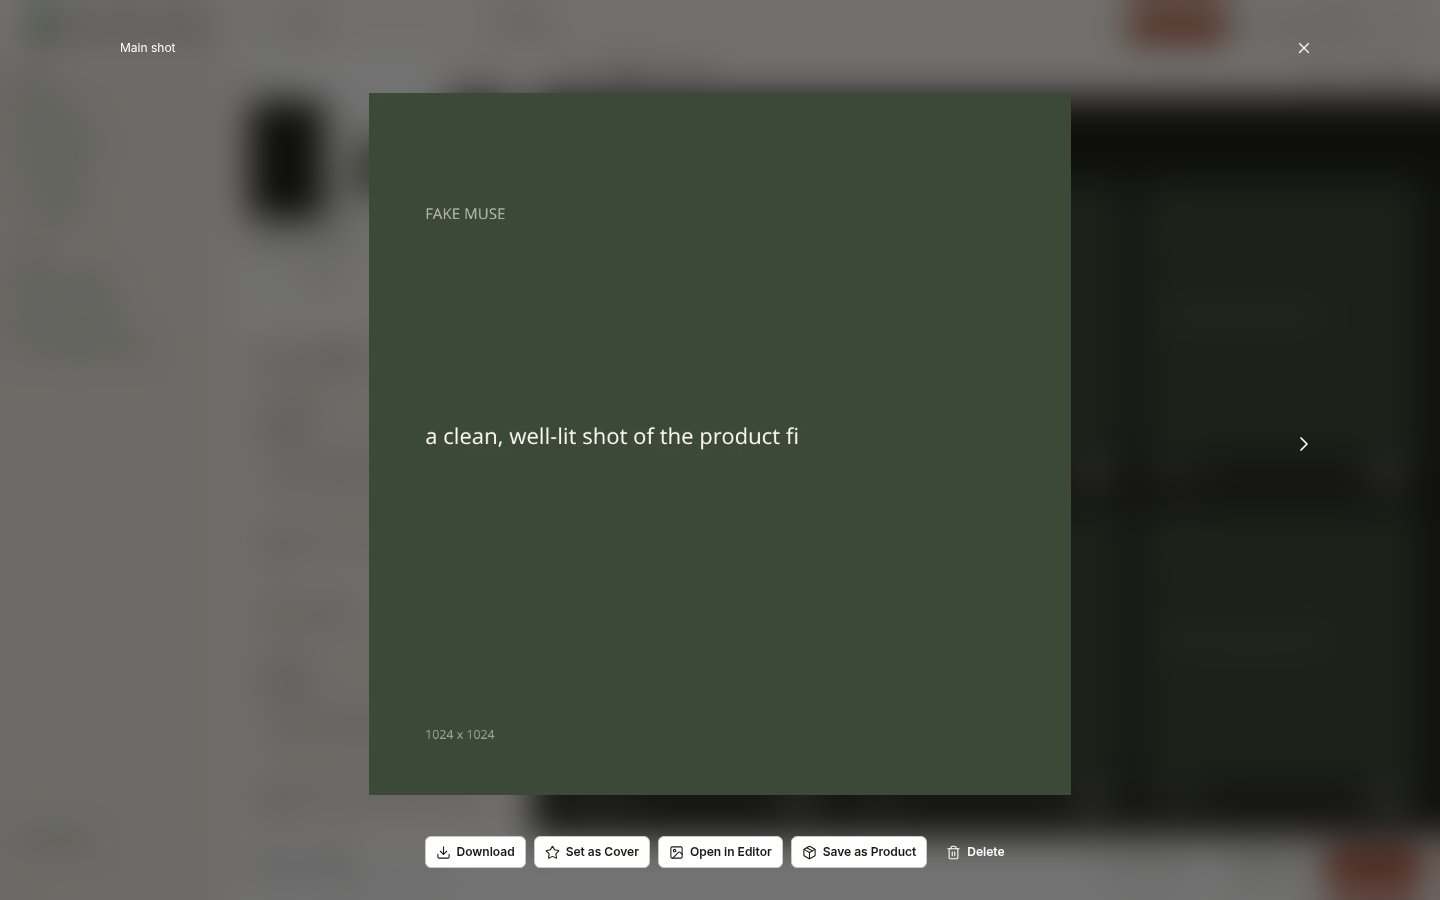 Main shot
FAKE MUSE
a clean, well-lit shot of the product fi
1024 x 1024
Download
Set as Cover
Open in Editor
Save as Product
Delete